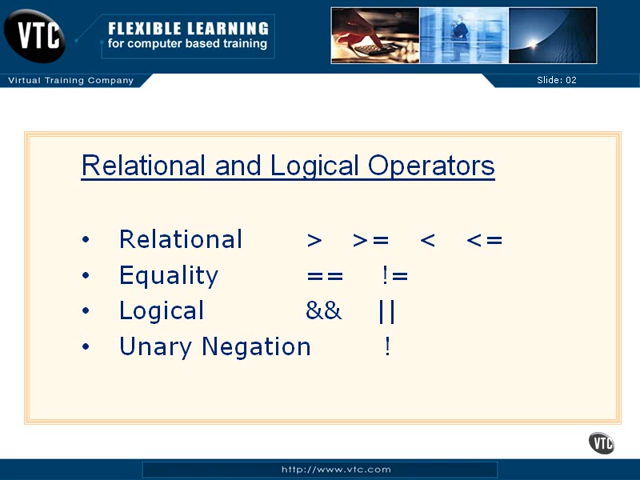 VTC
FLEXIBLE LEARNING
for computer based training
Virtual Training Company
Slide: 02
Relational and Logical Operators
• Relational > >= < <=
• Equality == !=
• Logical && ||
• Unary Negation !
VTC
http://www.vtc.com